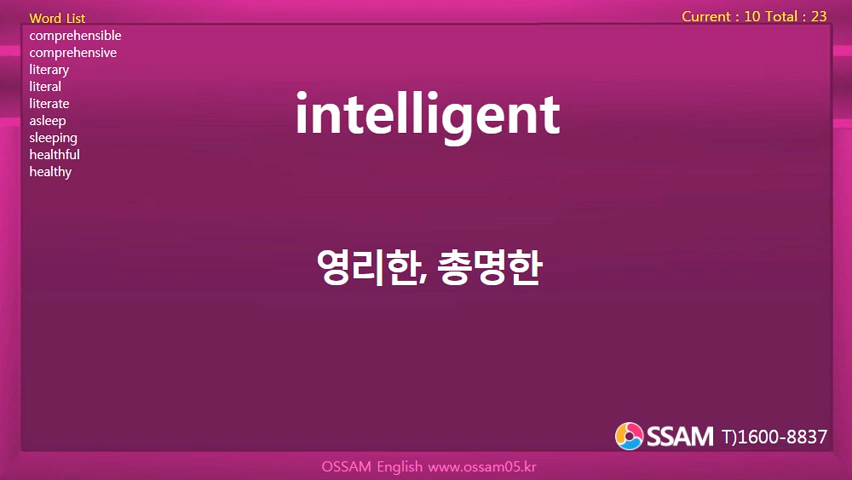 Word List
Current : 10 Total : 23
comprehensible
comprehensive
literary
literal
literate
asleep
sleeping
healthful
healthy
intelligent
영리한, 총명한
OSSAM T)1600-8837
OSSAM English www.ossam05.kr